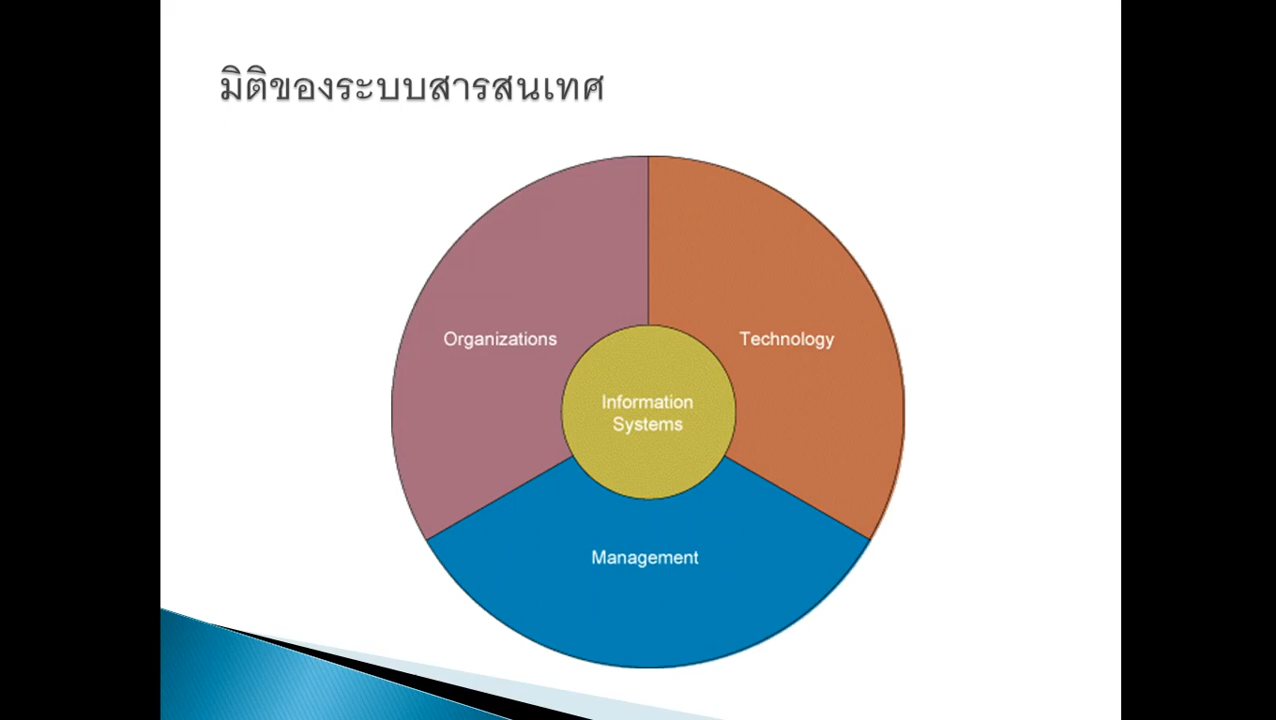 มิติของระบบสารสนเทศ
Organizations
Technology
Information
Systems
Management